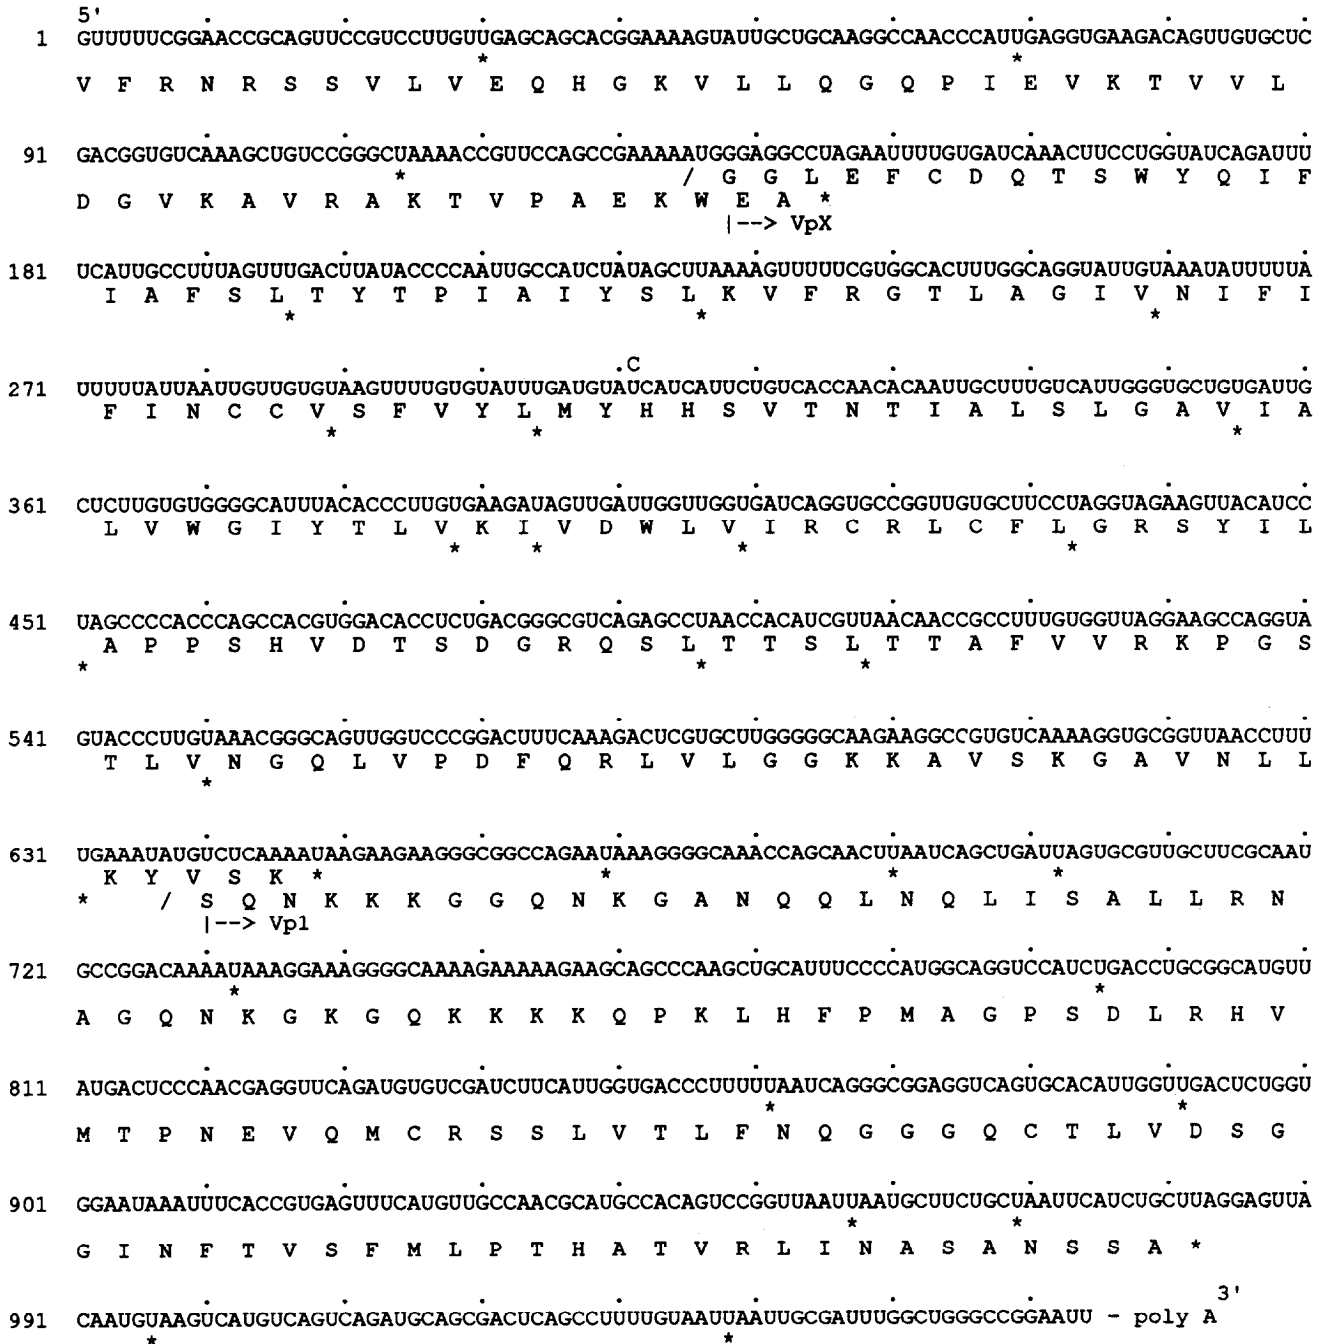 5'
1 GUUUUUCGGAACCGCAGUUCCGUCCUUGUUGAGCAGCACGGAAAAGUAUUGCUGCAAGGCCAACCCAUUGAGGUGAAGACAGUUGUGCUC
* *
V F R N R S S V L V E Q H G K V L L Q G Q P I E V K T V V L
91 GACGGUGUCAAAGCUGUCCGGGCUAAAACCGUUCCAGCCGAAAAAUGGGAGGCCUAGAAUUUUGUGAUCAAACUUCCUGGUAUCAGAUUU
* / G G L E F C D Q T S W Y Q I F
D G V K A V R A K T V P A E K W E A *
|--> VpX
181 UCAUUGCCUUUAGUUUGACUUAUACCCCAAUUGCCAUCUAUAGCUUAAAAGUUUUUCGUGGCACUUUGGCAGGUAUUGUAAAUAUUUUUA
I A F S L T Y T P I A I Y S L K V F R G T L A G I V N I F I
* * *
C
271 UUUUUAUUAAUUGUUGUGUAAGUUUUGUGUAUUUGAUGUAUCAUCAUUCUGUCACCAACACAAUUGCUUUGUCAUUGGGUGCUGUGAUUG
F I N C C V S F V Y L M Y H H S V T N T I A L S L G A V I A
* * *
361 CUCUUGUGUGGGGCAUUUACACCCUUGUGAAGAUAGUUGAUUGGUUGGUGAUCAGGUGCCGGUUGUGCUUCCUAGGUAGAAGUUACAUCC
L V W G I Y T L V K I V D W L V I R C R L C F L G R S Y I L
* * * *
451 UAGCCCCACCCAGCCACGUGGACACCUCUGACGGGCGUCAGAGCCUAACCACAUCGUUAACAACCGCCUUUGUGGUUAGGAAGCCAGGUA
A P P S H V D T S D G R Q S L T T S L T T A F V V R K P G S
* * *
541 GUACCCUUGUAAACGGGCAGUUGGUCCCGGACUUUCAAAGACUCGUGCUUGGGGGCAAGAAGGCCGUGUCAAAAGGUGCGGUUAACCUUU
T L V N G Q L V P D F Q R L V L G G K K A V S K G A V N L L
*
631 UGAAAUAUGUCUCAAAAUAAGAAGAAGGGCGGCCAGAAUAAAGGGGCAAACCAGCAACUUAAUCAGCUGAUUAGUGCGUUGCUUCGCAAU
K Y V S K * * * *
* / S Q N K K K G G Q N K G A N Q Q L N Q L I S A L L R N
|--> Vp1
721 GCCGGACAAAAUAAAGGAAAGGGGCAAAAGAAAAAGAAGCAGCCCAAGCUGCAUUUCCCCAUGGCAGGUCCAUCUGACCUGCGGCAUGUU
* *
A G Q N K G K G Q K K K K Q P K L H F P M A G P S D L R H V
811 AUGACUCCCAACGAGGUUCAGAUGUGUCGAUCUUCAUUGGUGACCCUUUUUAAUCAGGGCGGAGGUCAGUGCACAUUGGUUGACUCUGGU
* *
M T P N E V Q M C R S S L V T L F N Q G G G Q C T L V D S G
901 GGAAUAAAUUUCACCGUGAGUUUCAUGUUGCCAACGCAUGCCACAGUCCGGUUAAUUAAUGCUUCUGCUAAUUCAUCUGCUUAGGAGUUA
* *
G I N F T V S F M L P T H A T V R L I N A S A N S S A *
991 CAAUGUAAGUCAUGUCAGUCAGAUGCAGCGACUCAGCCUUUUGUAAUUAAUUGCGAUUUGGCUGGGCCGGAAUU - poly A 3'
* *